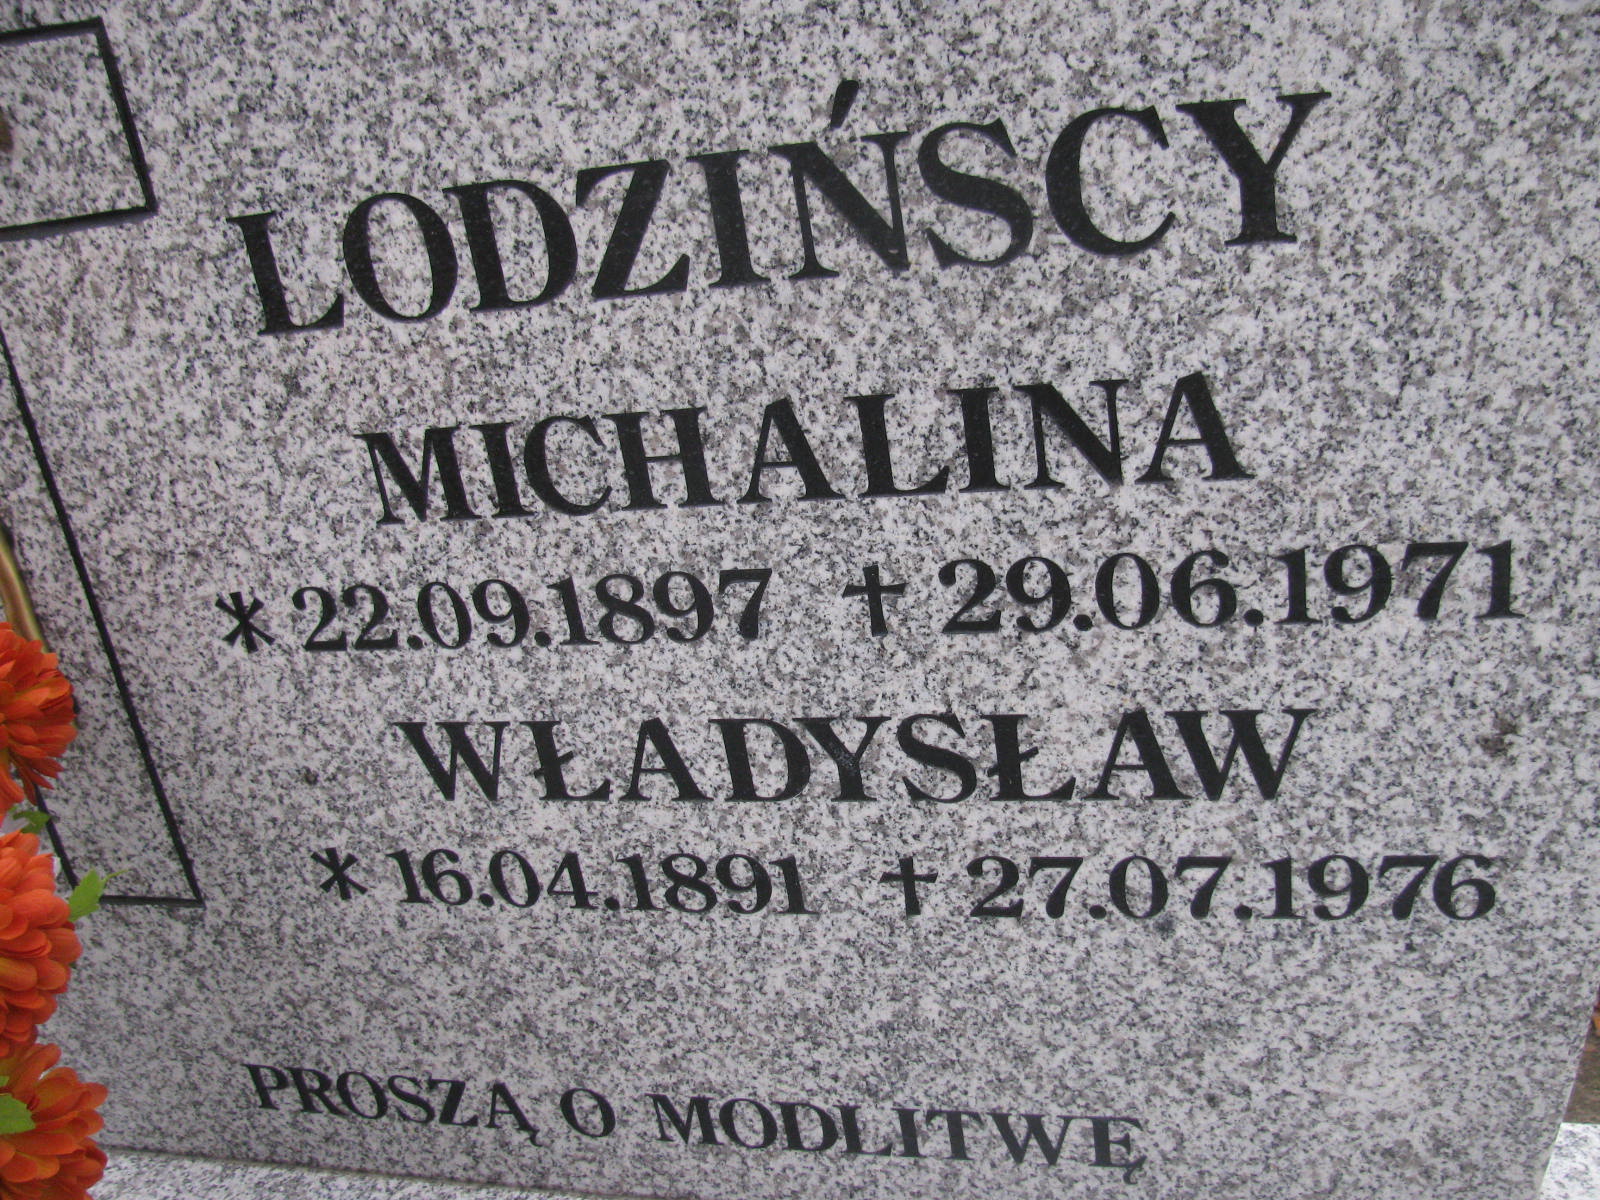 LODZIŃSCY
MICHALINA
* 22.09.1897 ✝ 29.06.1971
WŁADYSŁAW
* 16.04.1891 ✝ 27.07.1976
PROSZĄ O MODLITWĘ